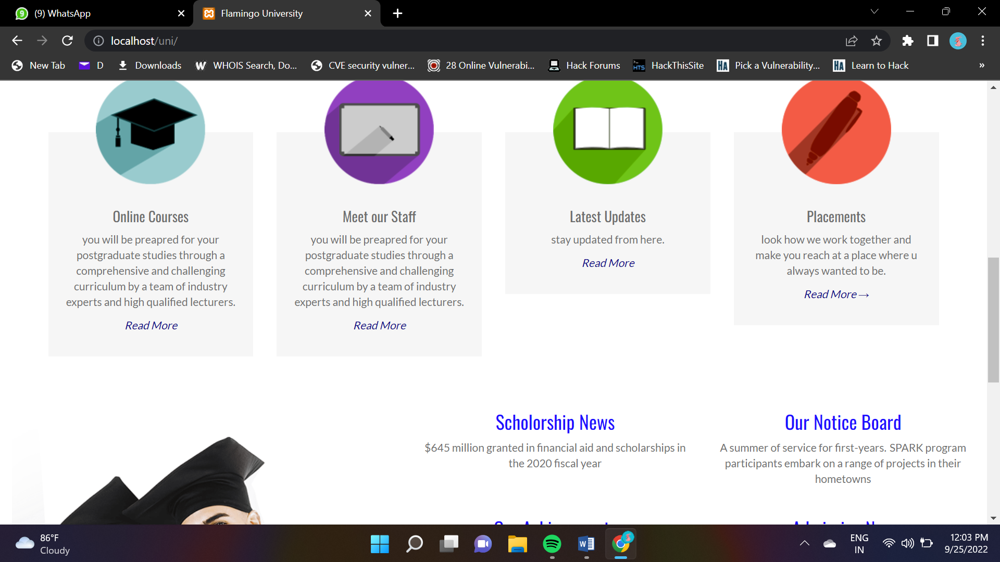 (9) WhatsApp
Flamingo University
localhost/uni/
New Tab
D
Downloads
WHOIS Search, Do...
CVE security vulner...
28 Online Vulnerabi...
Hack Forums
HackThisSite
Pick a Vulnerability...
Learn to Hack
»
Online Courses
you will be preapred for your
postgraduate studies through a
comprehensive and challenging
curriculum by a team of industry
experts and high qualified lecturers.
Read More
Meet our Staff
you will be preapred for your
postgraduate studies through a
comprehensive and challenging
curriculum by a team of industry
experts and high qualified lecturers.
Read More
Latest Updates
stay updated from here.
Read More
Placements
look how we work together and
make you reach at a place where u
always wanted to be.
Read More →
Scholorship News
$645 million granted in financial aid and scholarships in
the 2020 fiscal year
Our Notice Board
A summer of service for first-years. SPARK program
participants embark on a range of projects in their
hometowns
86°F
Cloudy
ENG
IN
12:03 PM
9/25/2022